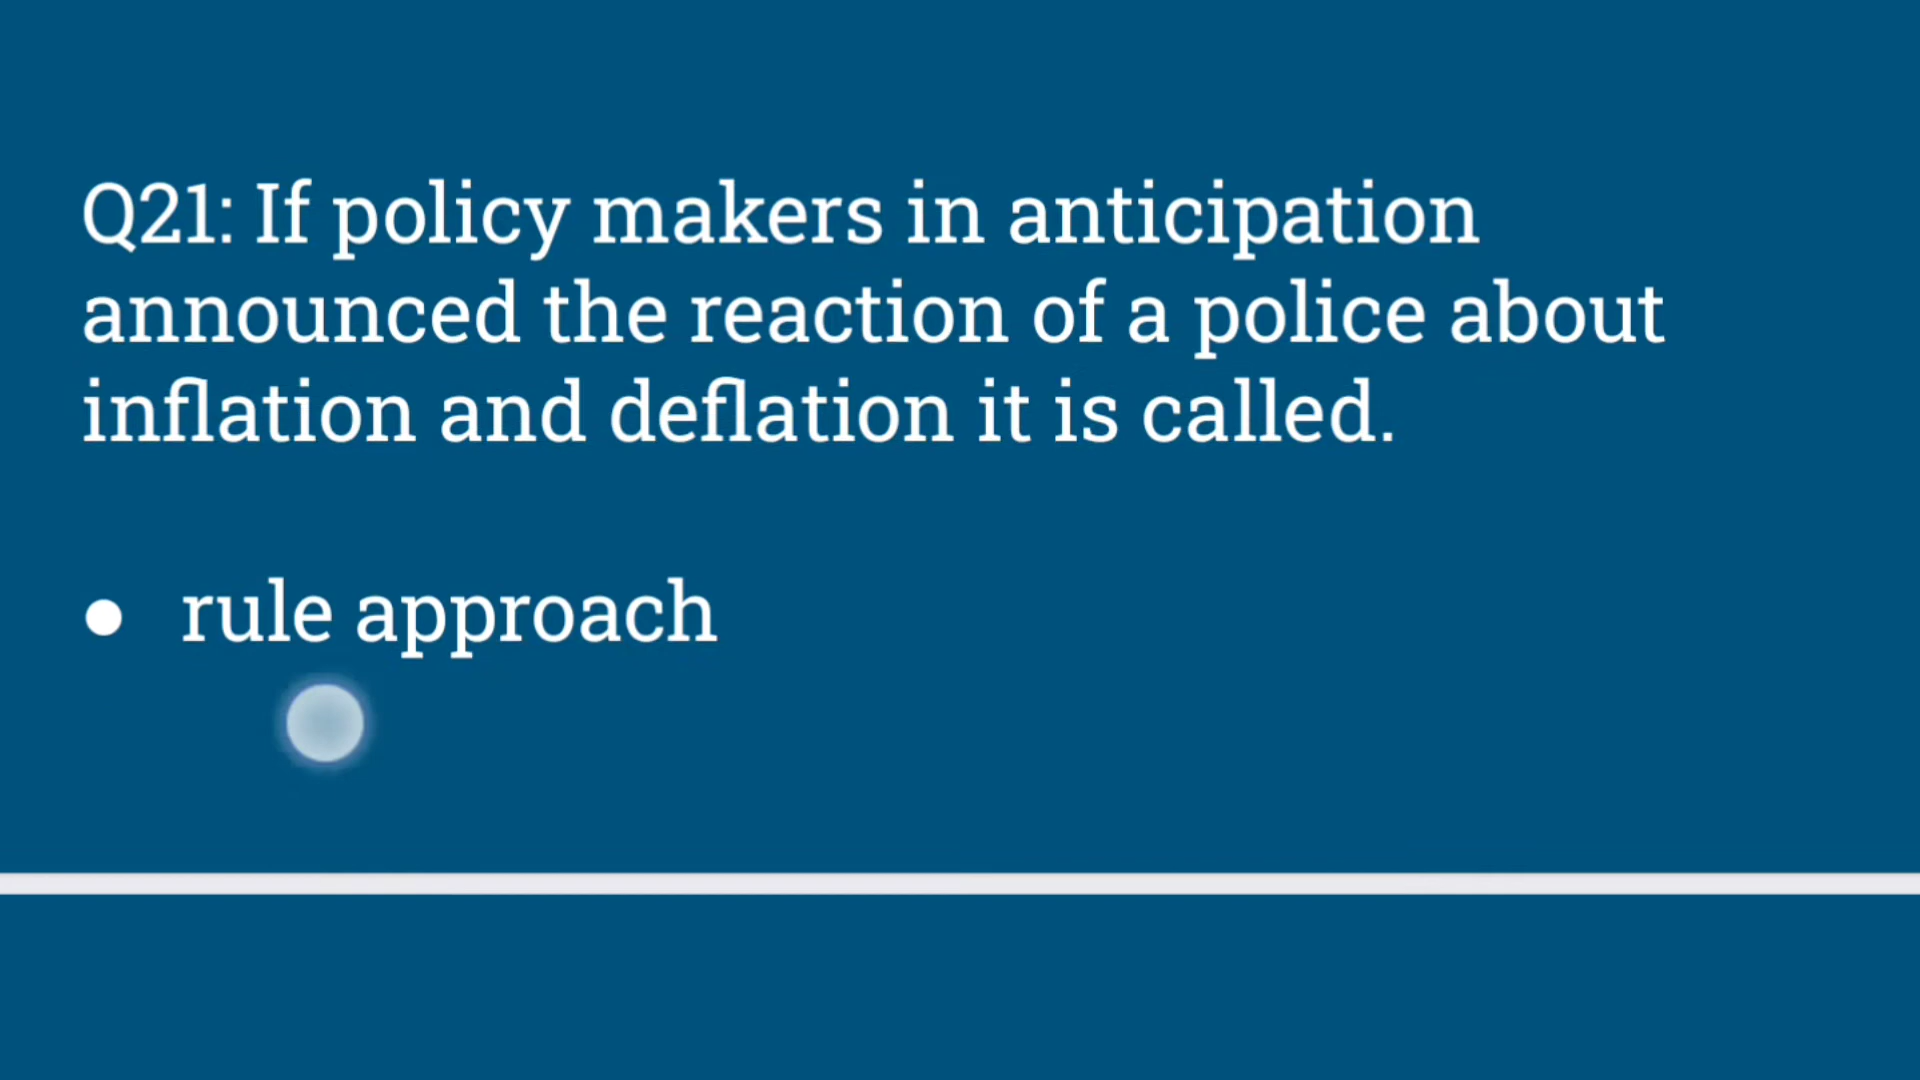 Q21: If policy makers in anticipation
announced the reaction of a police about
inflation and deflation it is called.
● rule approach